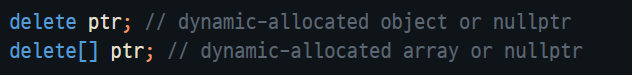 delete ptr; // dynamic-allocated object or nullptr
delete[] ptr; // dynamic-allocated array or nullptr